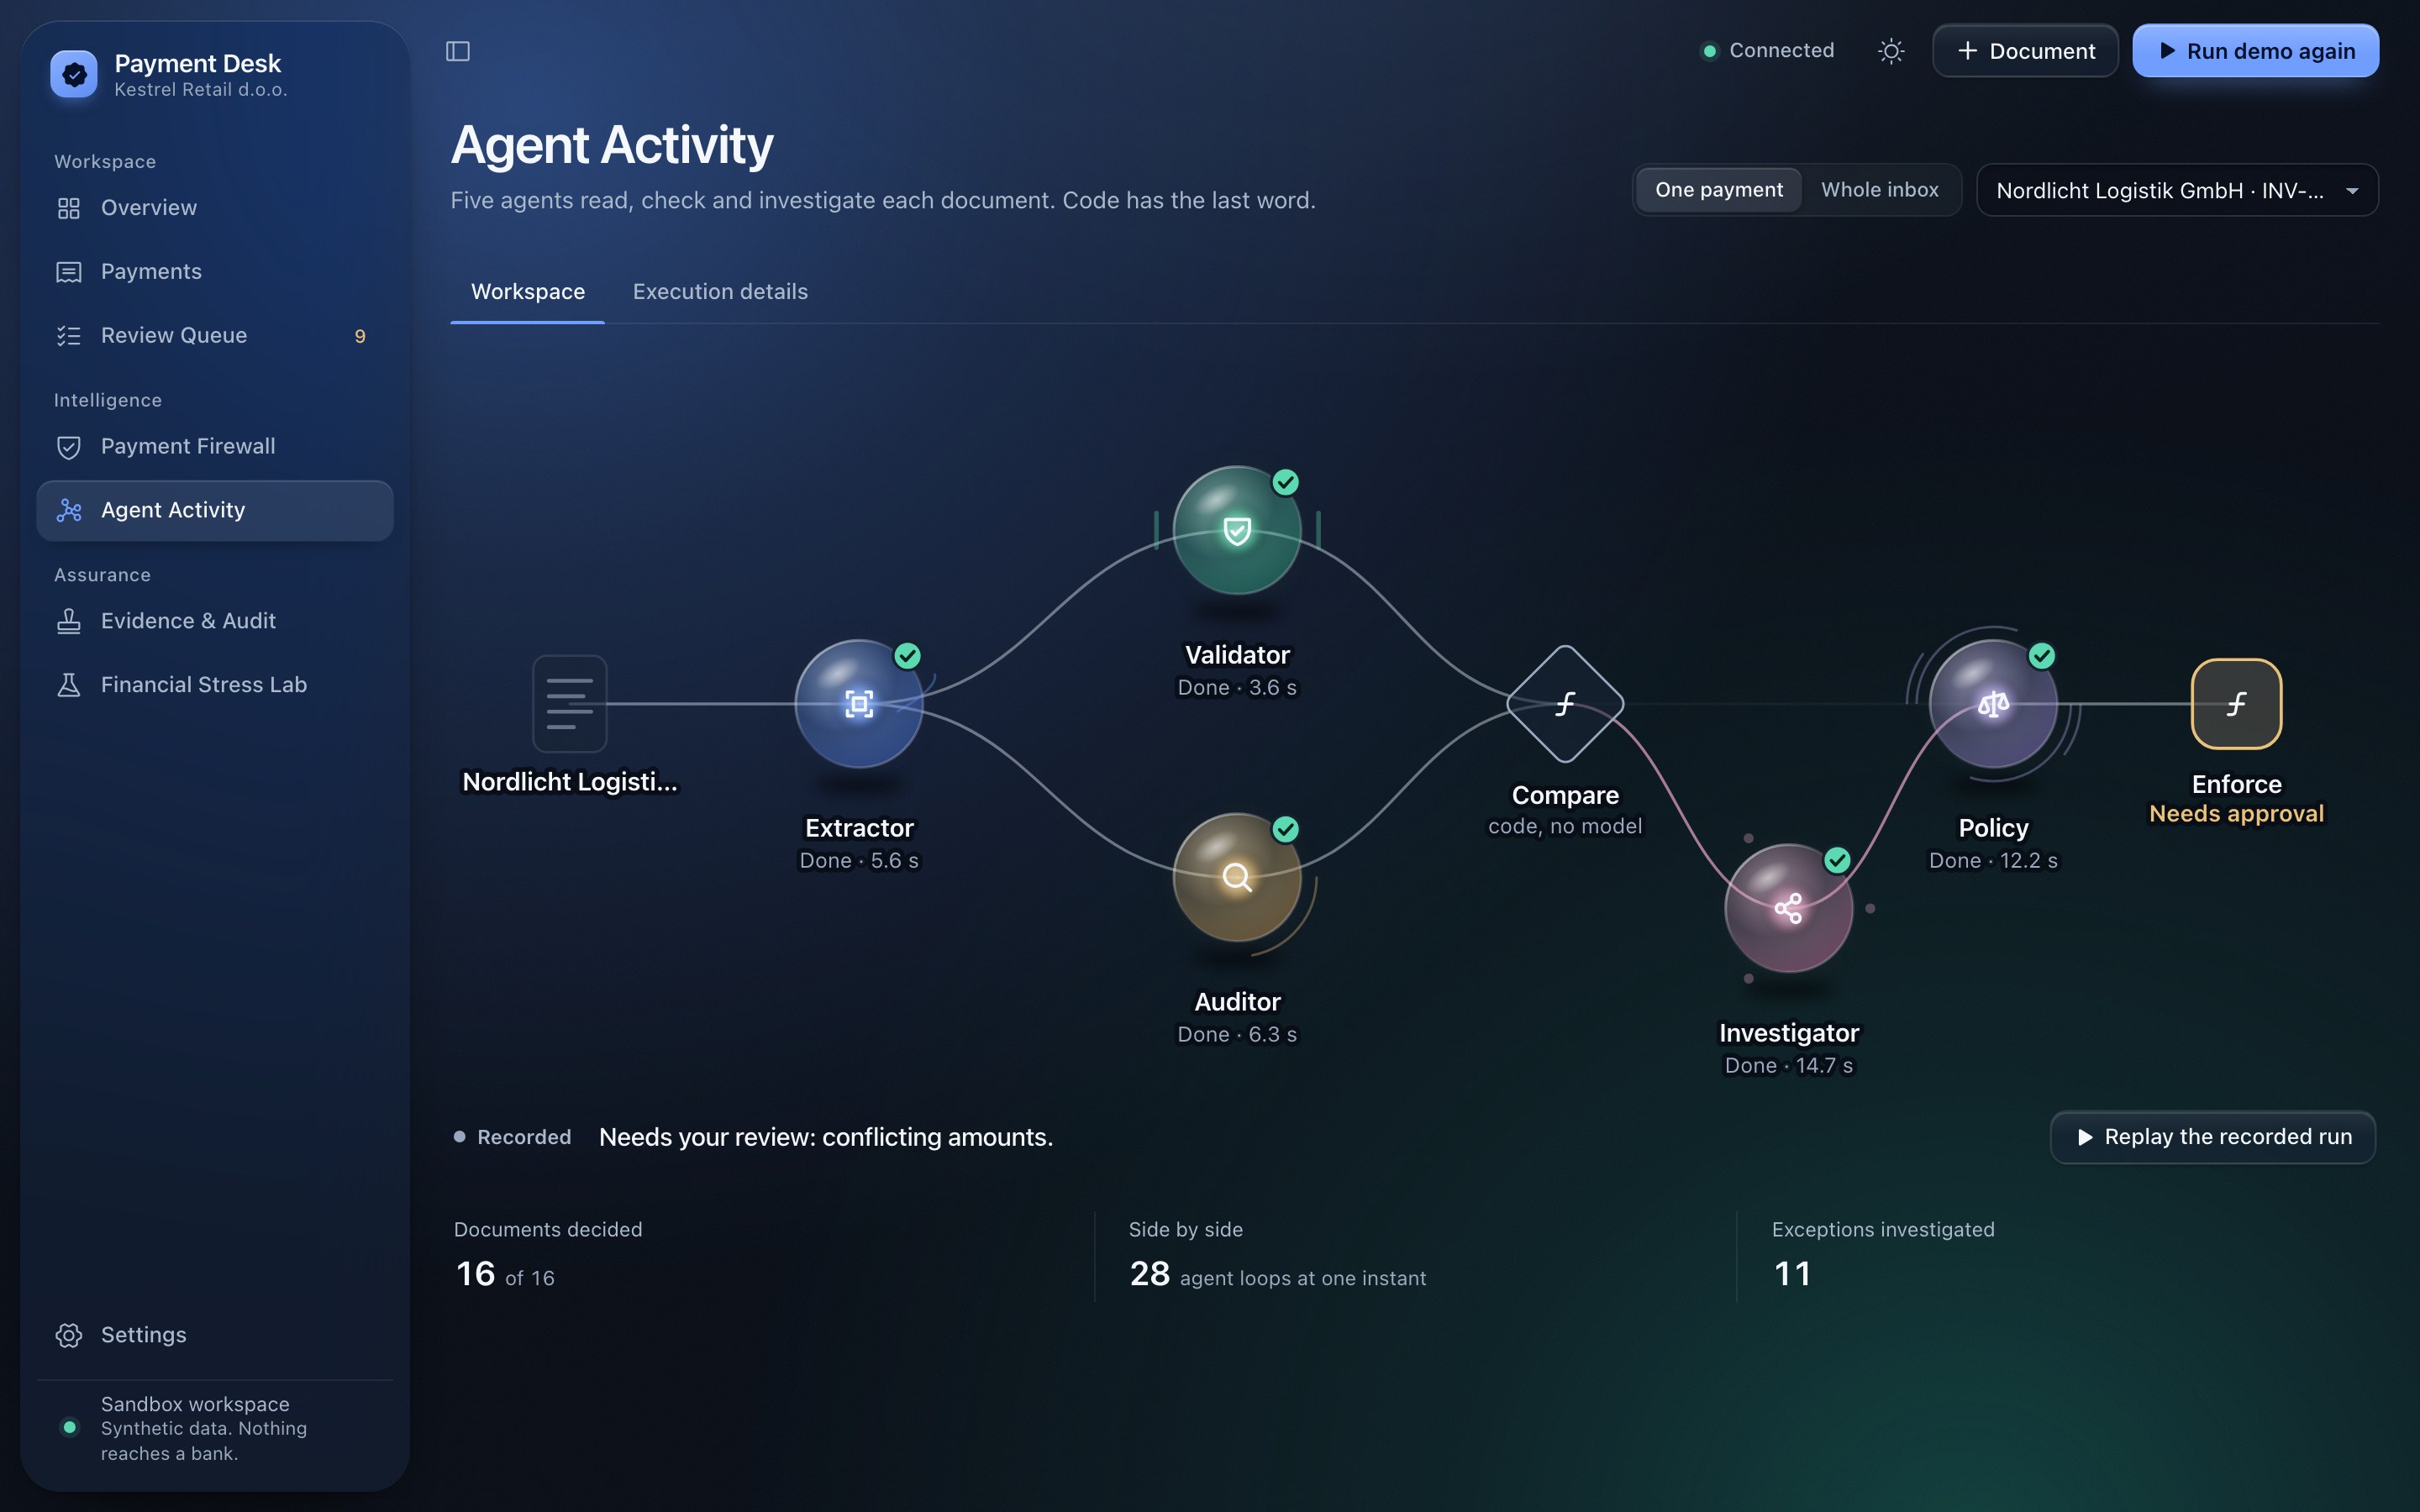 Payment Desk
Kestrel Retail d.o.o.
Workspace
Overview
Payments
Review Queue 9
Intelligence
Payment Firewall
Agent Activity
Assurance
Evidence & Audit
Financial Stress Lab
Settings
Sandbox workspace
Synthetic data. Nothing
reaches a bank.
Connected
Document
Run demo again
Agent Activity
Five agents read, check and investigate each document. Code has the last word.
One payment
Whole inbox
Nordlicht Logistik GmbH · INV-...
Workspace
Execution details
Nordlicht Logisti...
Extractor
Done · 5.6 s
Validator
Done · 3.6 s
Auditor
Done · 6.3 s
Compare
code, no model
Investigator
Done · 14.7 s
Policy
Done · 12.2 s
Enforce
Needs approval
Recorded
Needs your review: conflicting amounts.
Replay the recorded run
Documents decided
16 of 16
Side by side
28 agent loops at one instant
Exceptions investigated
11